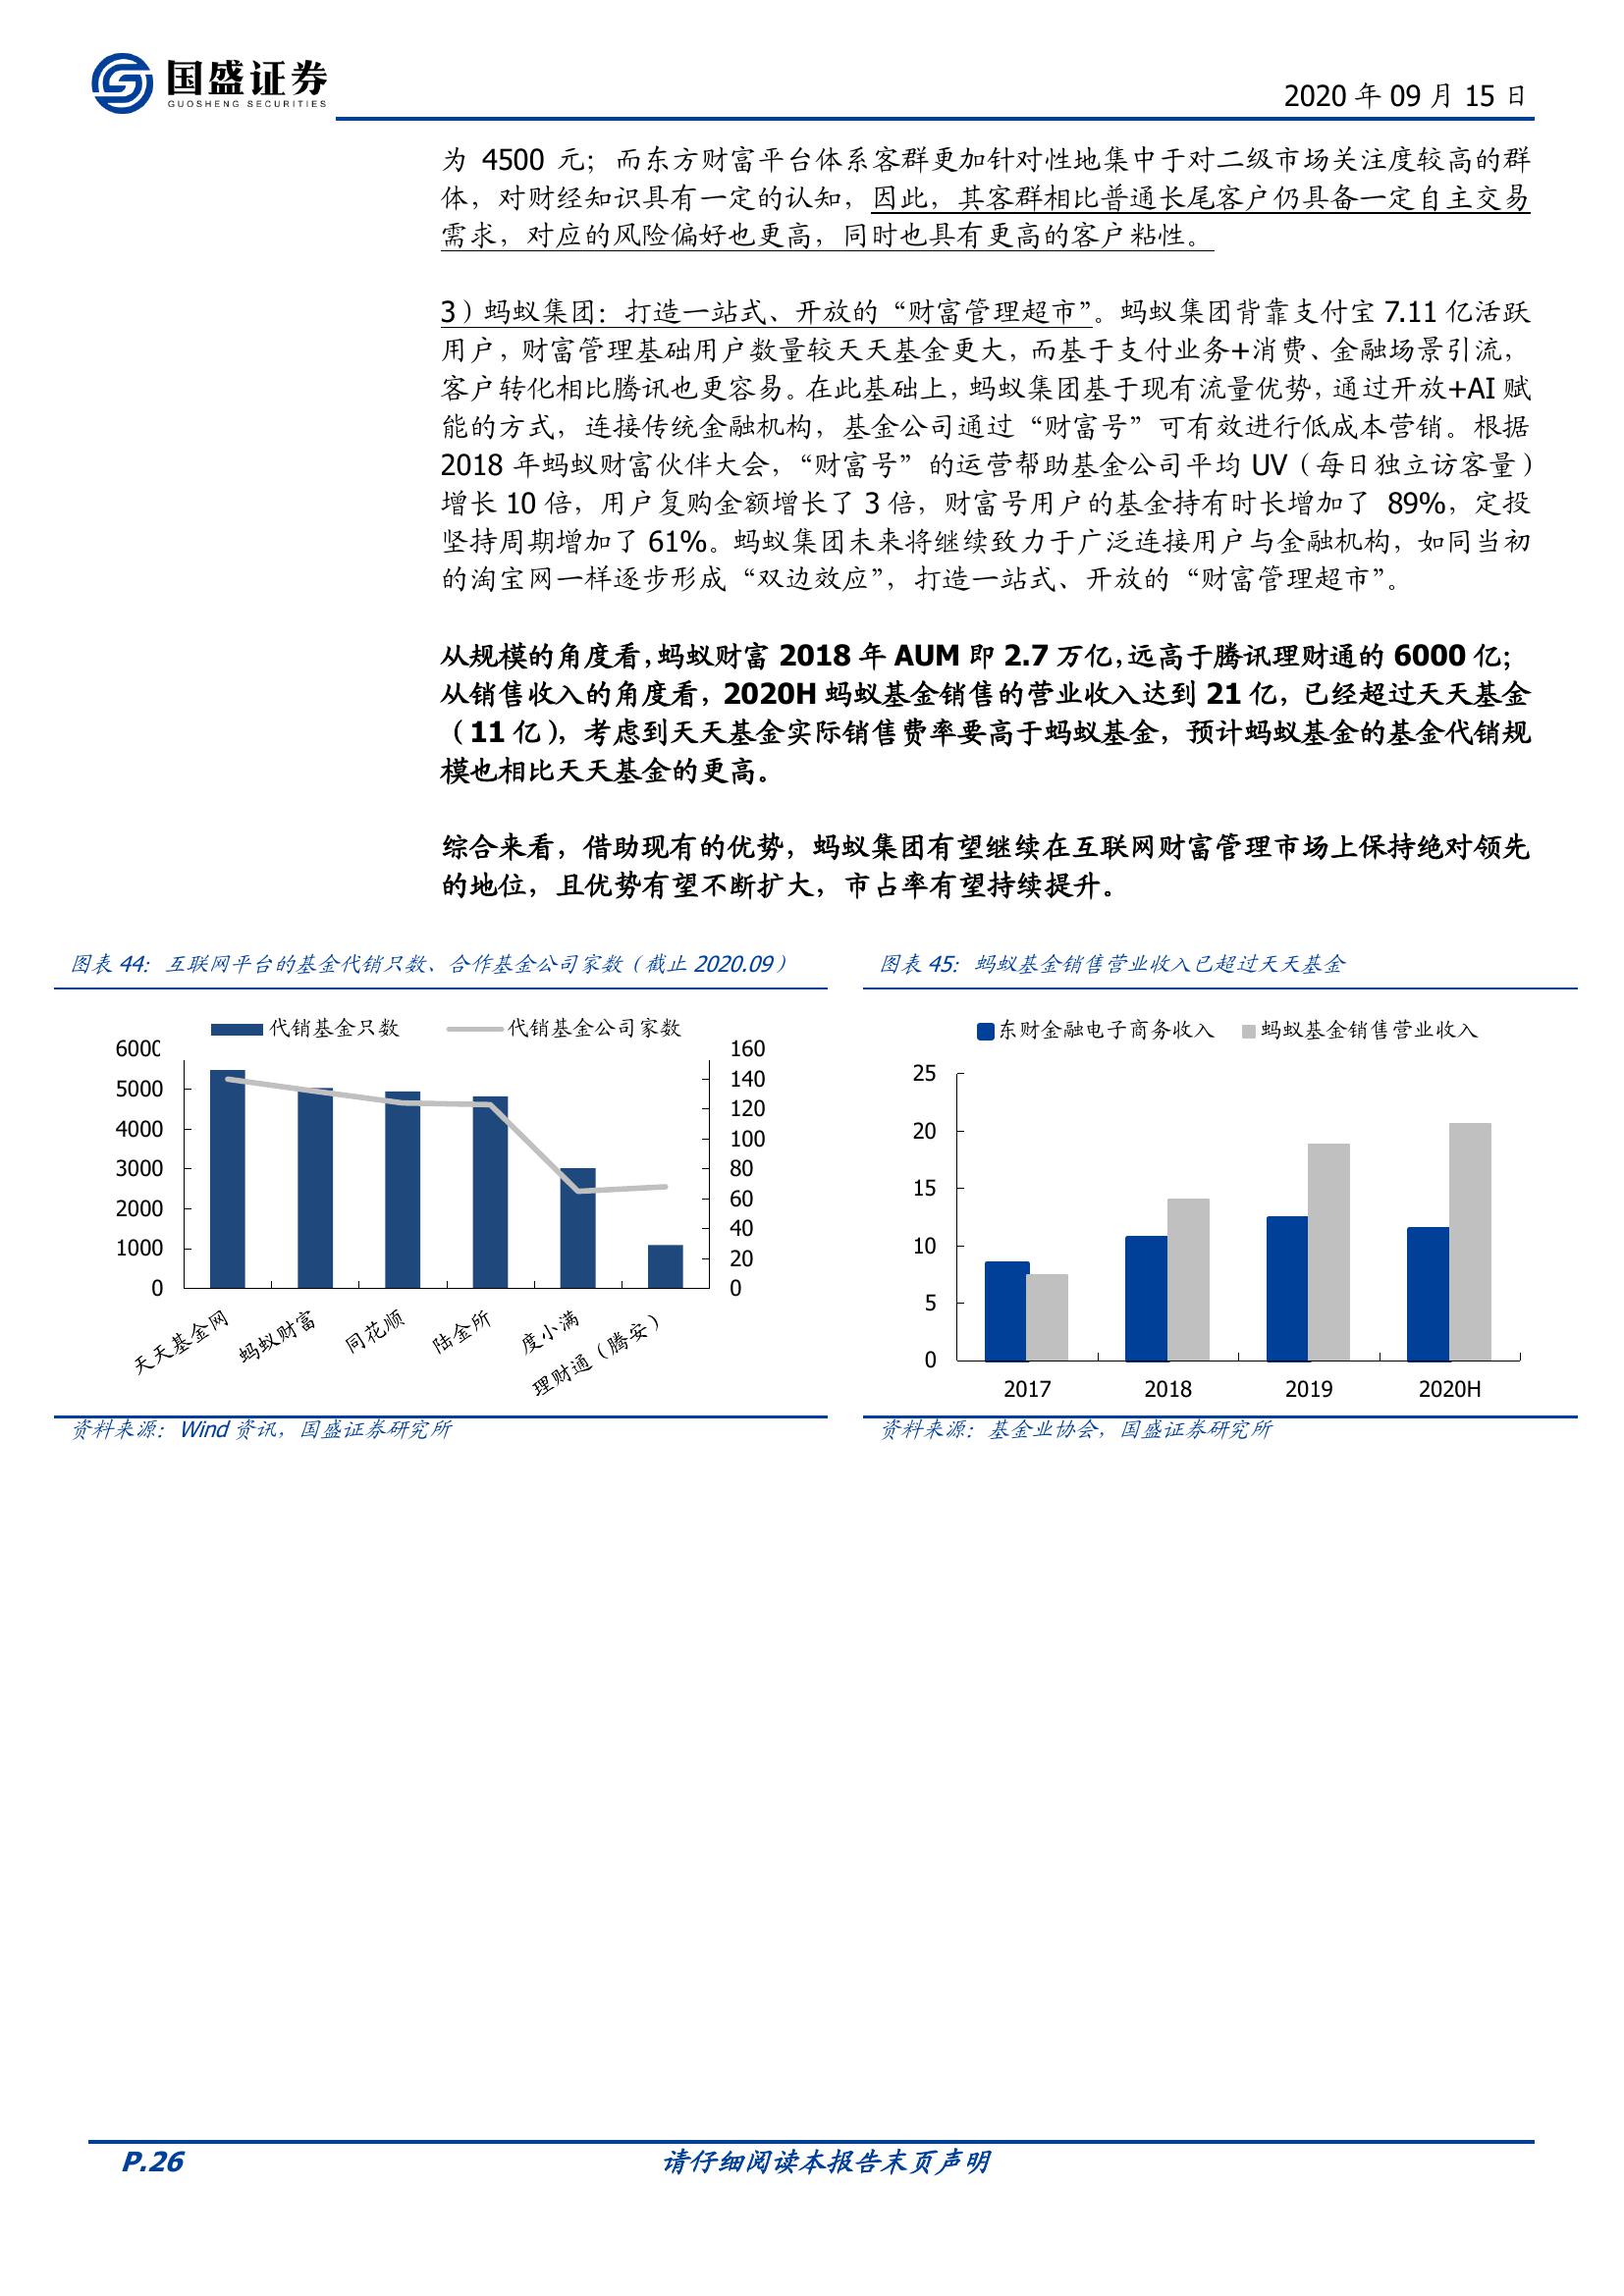 国盛证券
GUOSHENG SECURITIES
2020 年 09 月 15 日
为 4500 元；而东方财富平台体系客群更加针对性地集中于对二级市场关注度较高的群
体，对财经知识具有一定的认知，因此，其客群相比普通长尾客户仍具备一定自主交易
需求，对应的风险偏好也更高，同时也具有更高的客户粘性。
3）蚂蚁集团：打造一站式、开放的“财富管理超市”。蚂蚁集团背靠支付宝 7.11 亿活跃
用户，财富管理基础用户数量较天天基金更大，而基于支付业务+消费、金融场景引流，
客户转化相比腾讯也更容易。在此基础上，蚂蚁集团基于现有流量优势，通过开放+AI 赋
能的方式，连接传统金融机构，基金公司通过“财富号”可有效进行低成本营销。根据
2018 年蚂蚁财富伙伴大会，“财富号”的运营帮助基金公司平均 UV（每日独立访客量）
增长 10 倍，用户复购金额增长了 3 倍，财富号用户的基金持有时长增加了 89%，定投
坚持周期增加了 61%。蚂蚁集团未来将继续致力于广泛连接用户与金融机构，如同当初
的淘宝网一样逐步形成“双边效应”，打造一站式、开放的“财富管理超市”。
从规模的角度看，蚂蚁财富 2018 年 AUM 即 2.7 万亿，远高于腾讯理财通的 6000 亿；
从销售收入的角度看，2020H 蚂蚁基金销售的营业收入达到 21 亿，已经超过天天基金
（11 亿），考虑到天天基金实际销售费率要高于蚂蚁基金，预计蚂蚁基金的基金代销规
模也相比天天基金的更高。
综合来看，借助现有的优势，蚂蚁集团有望继续在互联网财富管理市场上保持绝对领先
的地位，且优势有望不断扩大，市占率有望持续提升。
图表 44：互联网平台的基金代销只数、合作基金公司家数（截止 2020.09）
代销基金只数 代销基金公司家数
6000
5000
4000
3000
2000
1000
0
160
140
120
100
80
60
40
20
0
天天基金网
蚂蚁财富
同花顺
陆金所
度小满
理财通（腾安）
资料来源：Wind 资讯，国盛证券研究所
图表 45：蚂蚁基金销售营业收入已超过天天基金
东财金融电子商务收入 蚂蚁基金销售营业收入
25
20
15
10
5
0
2017 2018 2019 2020H
资料来源：基金业协会，国盛证券研究所
P.26
请仔细阅读本报告末页声明